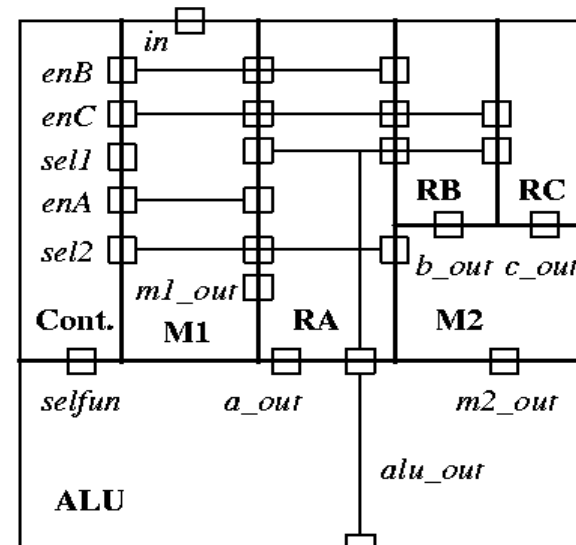 in
enB
enC
sel1
enA
RB RC
sel2
b_out c_out
m1_out
Cont. M1 RA M2
selfun a_out m2_out
alu_out
ALU